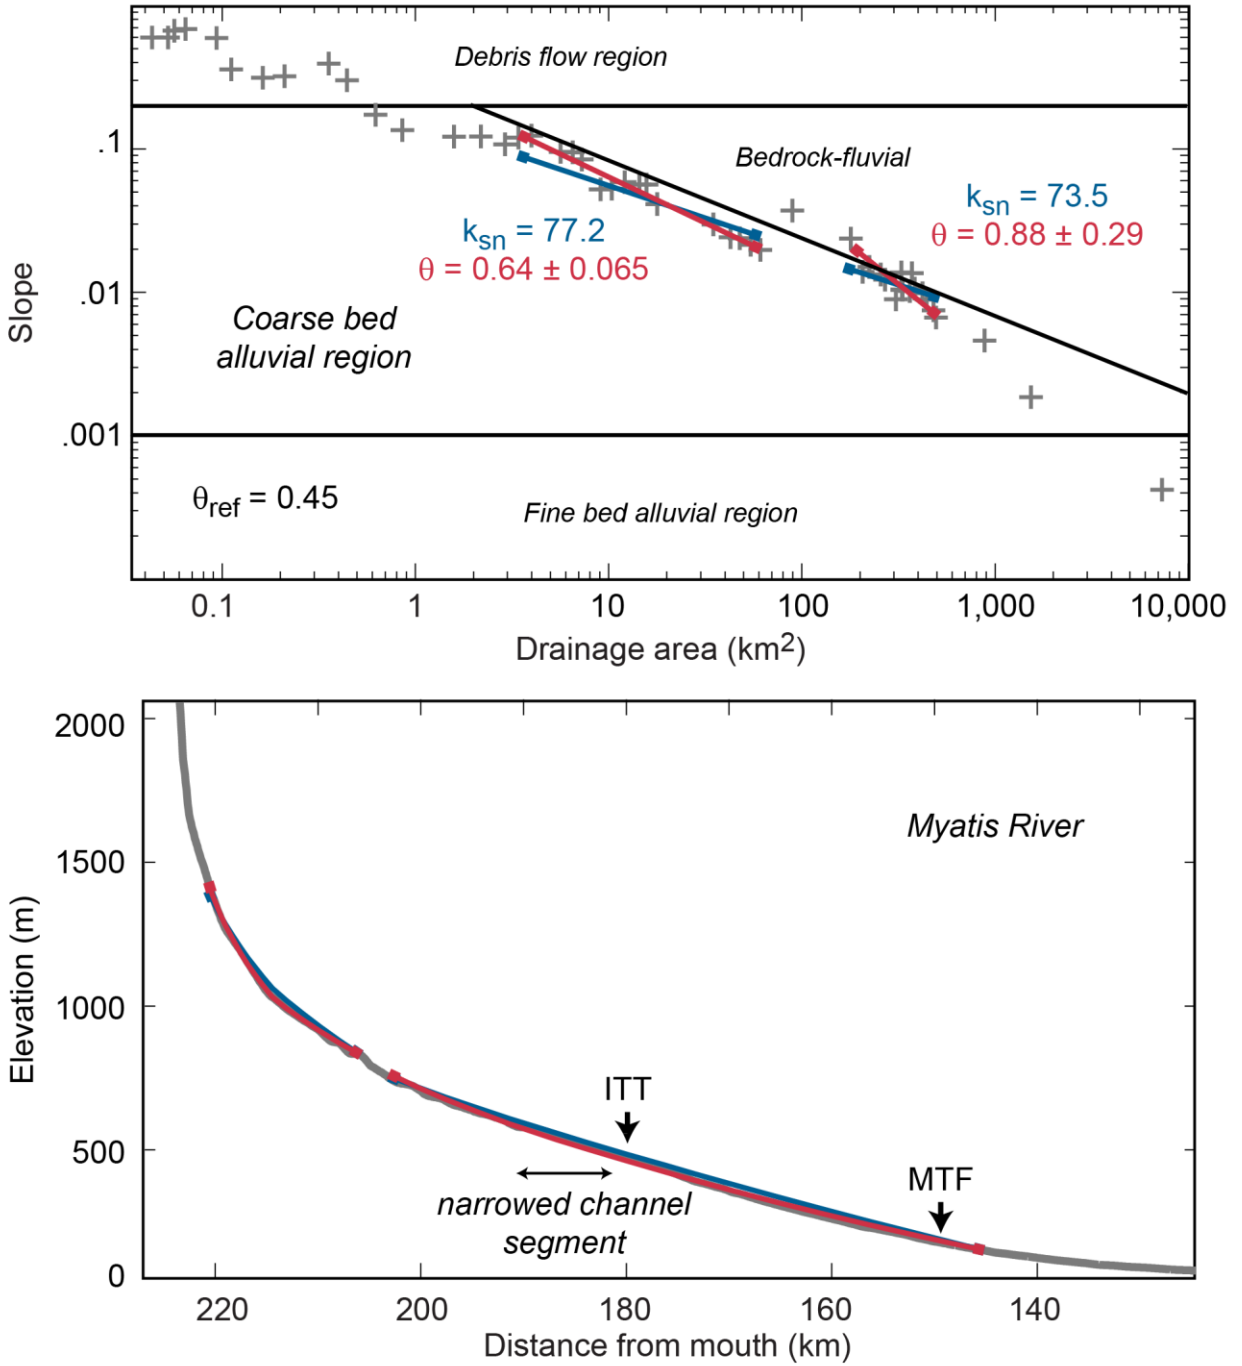 Debris flow region
.1
Bedrock-fluvial
k_sn = 77.2
θ = 0.64 ± 0.065
k_sn = 73.5
θ = 0.88 ± 0.29
.01
Slope
Coarse bed
alluvial region
.001
θ_ref = 0.45
Fine bed alluvial region
0.1 1 10 100 1,000 10,000
Drainage area (km²)
2000
Myatis River
1500
1000
Elevation (m)
ITT
500
MTF
narrowed channel
segment
0
220 200 180 160 140
Distance from mouth (km)